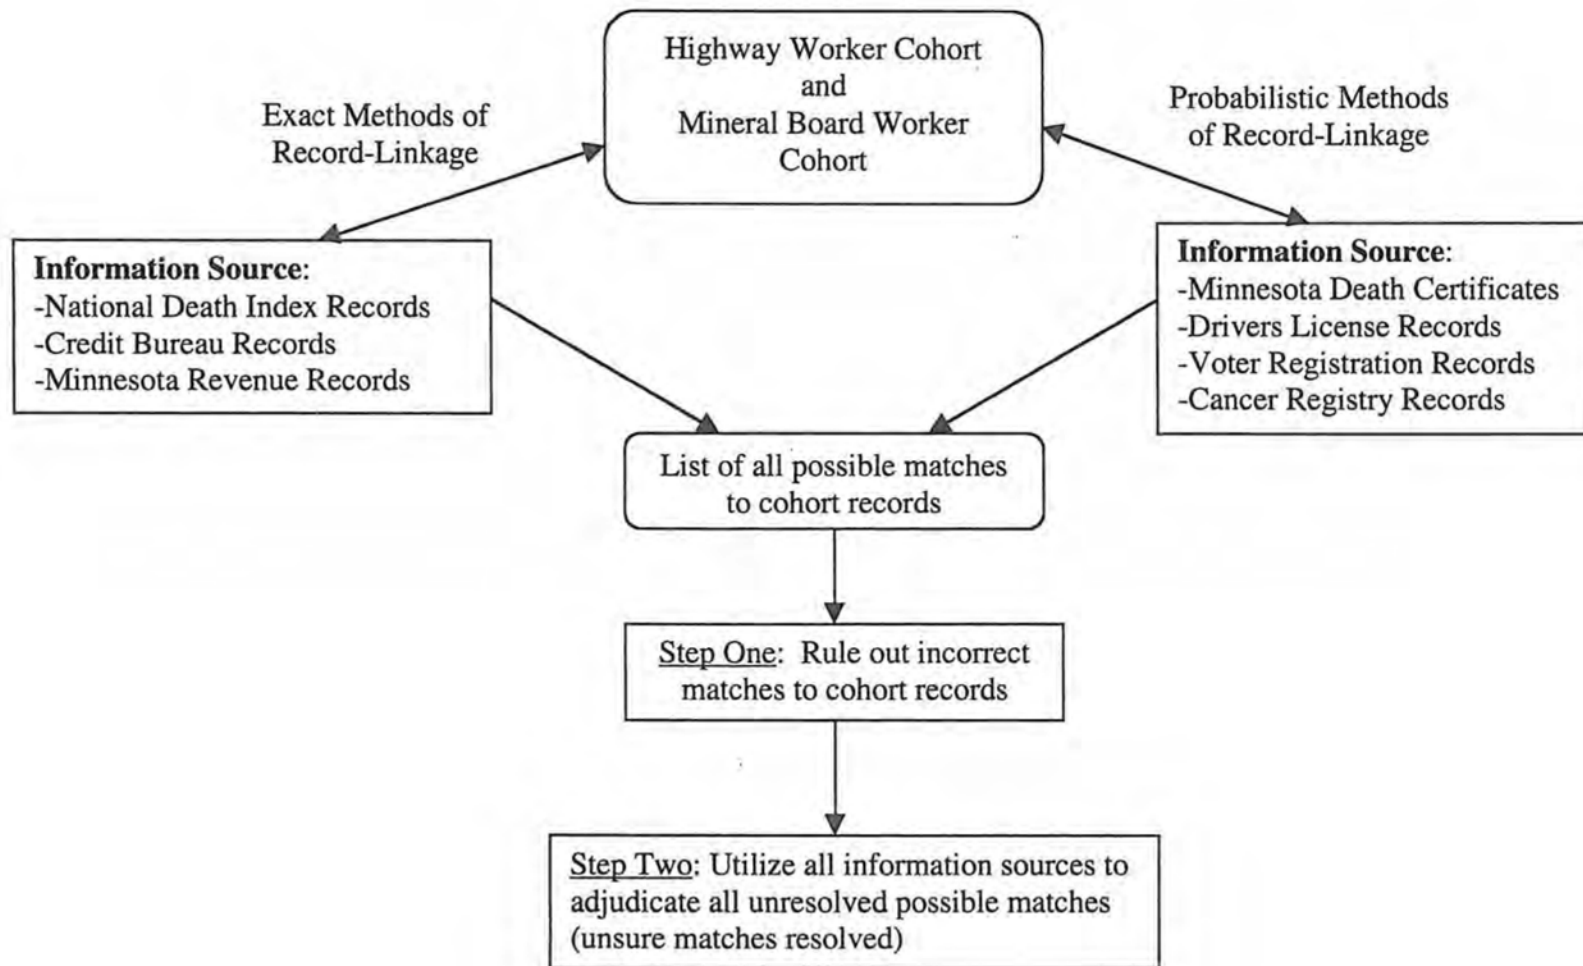 Highway Worker Cohort
and
Mineral Board Worker
Cohort
Exact Methods of
Record-Linkage
Probabilistic Methods
of Record-Linkage
Information Source:
-National Death Index Records
-Credit Bureau Records
-Minnesota Revenue Records
Information Source:
-Minnesota Death Certificates
-Drivers License Records
-Voter Registration Records
-Cancer Registry Records
List of all possible matches
to cohort records
Step One: Rule out incorrect
matches to cohort records
Step Two: Utilize all information sources to
adjudicate all unresolved possible matches
(unsure matches resolved)